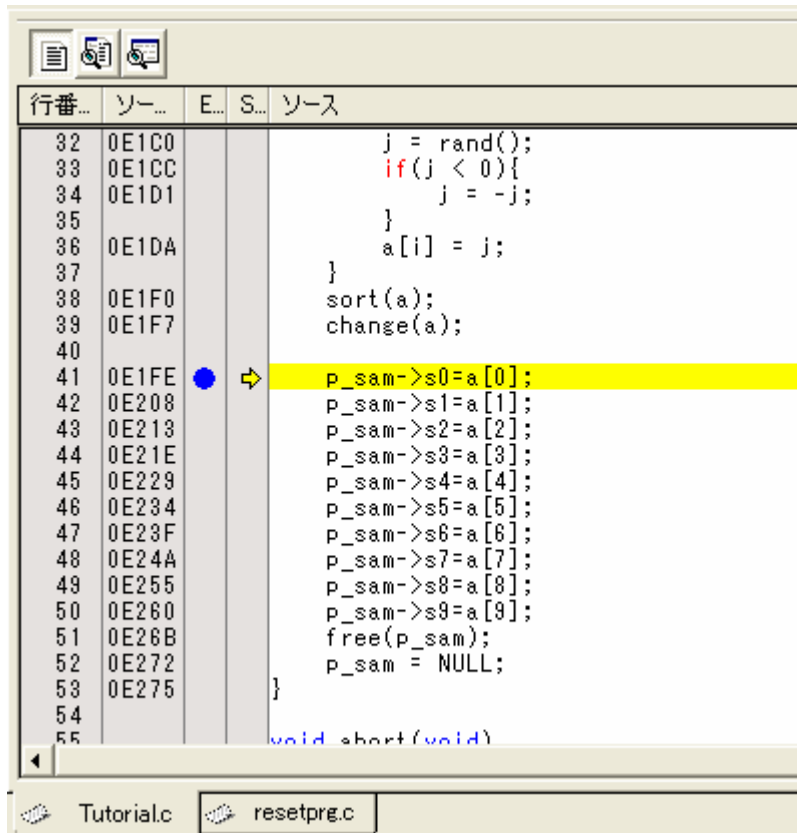 行番... ソー... E... S... ソース
32 0E1C0 j = rand();
33 0E1CC if(j < 0){
34 0E1D1 j = -j;
35 }
36 0E1DA a[i] = j;
37 }
38 0E1F0 sort(a);
39 0E1F7 change(a);
40
41 0E1FE p_sam->s0=a[0];
42 0E208 p_sam->s1=a[1];
43 0E213 p_sam->s2=a[2];
44 0E21E p_sam->s3=a[3];
45 0E229 p_sam->s4=a[4];
46 0E234 p_sam->s5=a[5];
47 0E23F p_sam->s6=a[6];
48 0E24A p_sam->s7=a[7];
49 0E255 p_sam->s8=a[8];
50 0E260 p_sam->s9=a[9];
51 0E26B free(p_sam);
52 0E272 p_sam = NULL;
53 0E275 }
54
55 void abort(void)
Tutorial.c resetprg.c